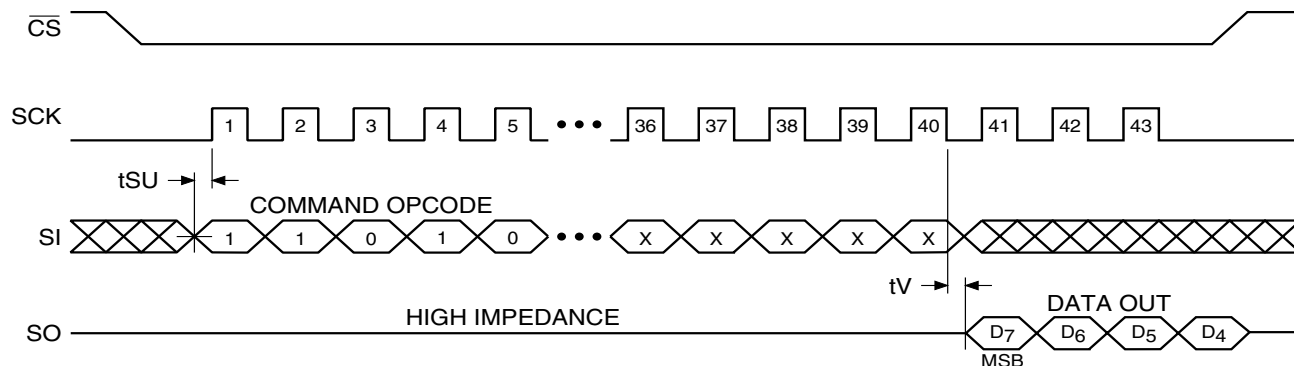 CS
SCK 1 2 3 4 5 ••• 36 37 38 39 40 41 42 43
tSU
COMMAND OPCODE
SI 1 1 0 1 0 ••• X X X X X
tV
HIGH IMPEDANCE
DATA OUT
SO D7 D6 D5 D4
MSB